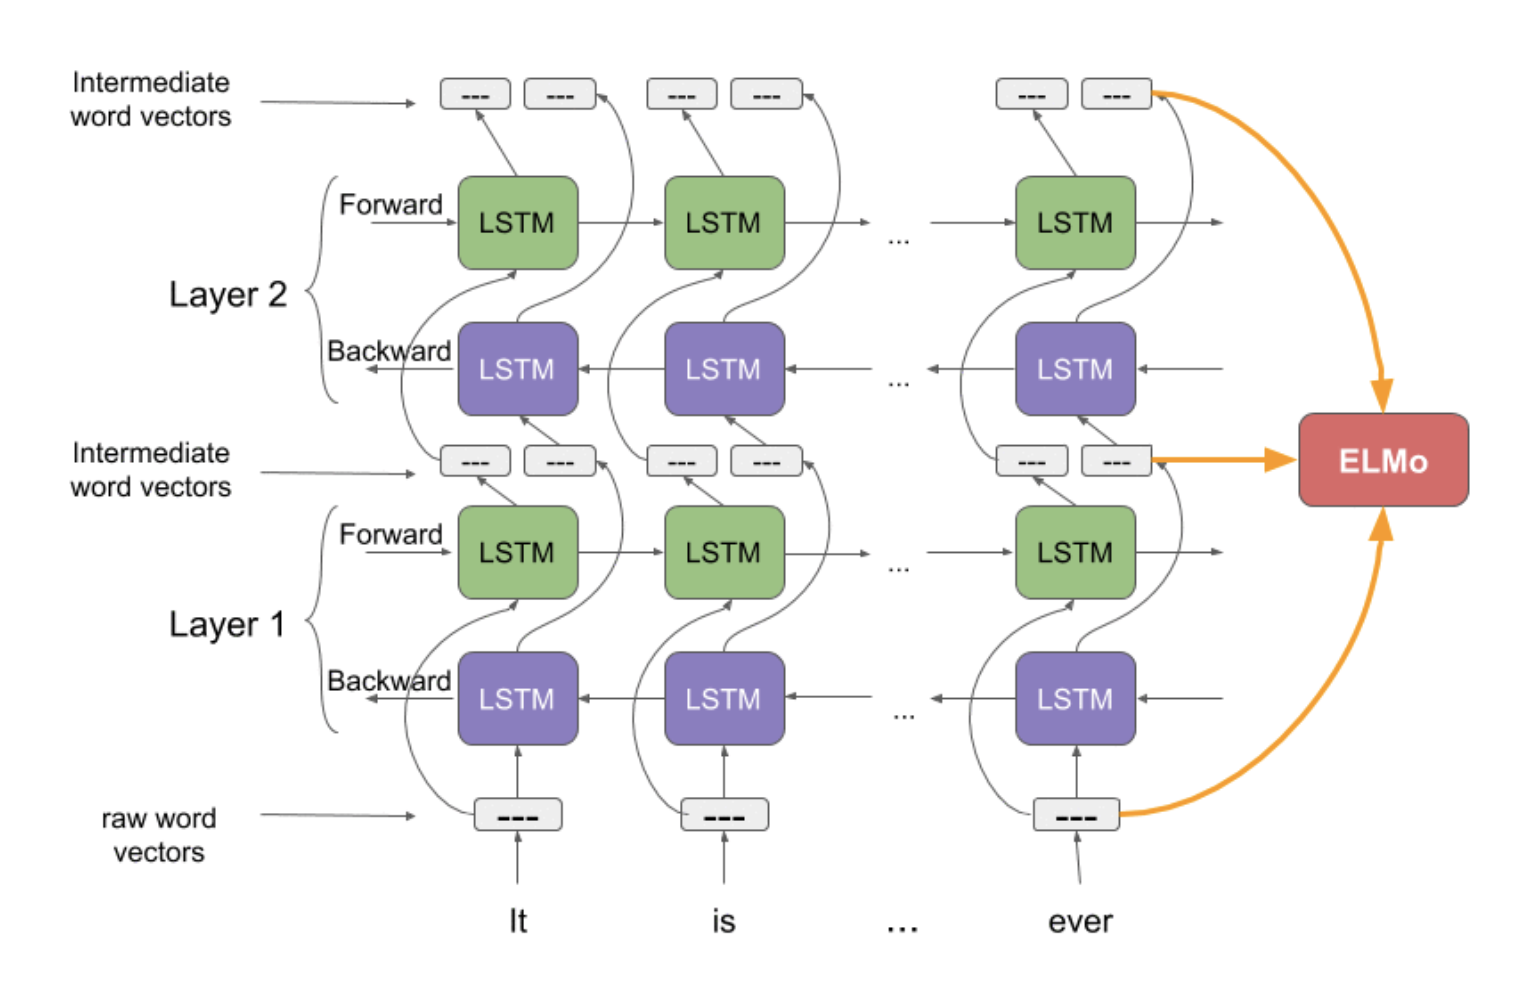 Intermediate
word vectors
--- --- --- --- --- ---
Forward
LSTM LSTM ... LSTM
Layer 2
Backward
LSTM LSTM ... LSTM
Intermediate
word vectors
--- --- --- --- --- ---
ELMo
Forward
LSTM LSTM ... LSTM
Layer 1
Backward
LSTM LSTM ... LSTM
raw word
vectors
--- --- ---
It is ... ever